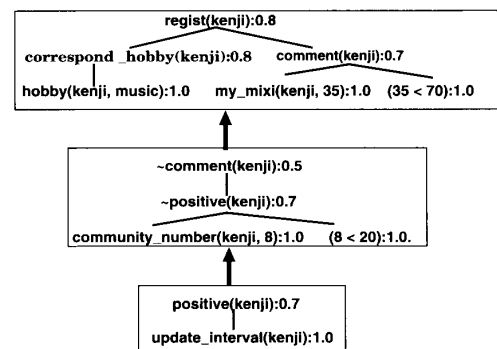 regist(kenji):0.8
correspond _hobby(kenji):0.8 comment(kenji):0.7
hobby(kenji, music):1.0 my_mixi(kenji, 35):1.0 (35 < 70):1.0
~comment(kenji):0.5
~positive(kenji):0.7
community_number(kenji, 8):1.0 (8 < 20):1.0.
positive(kenji):0.7
update_interval(kenji):1.0